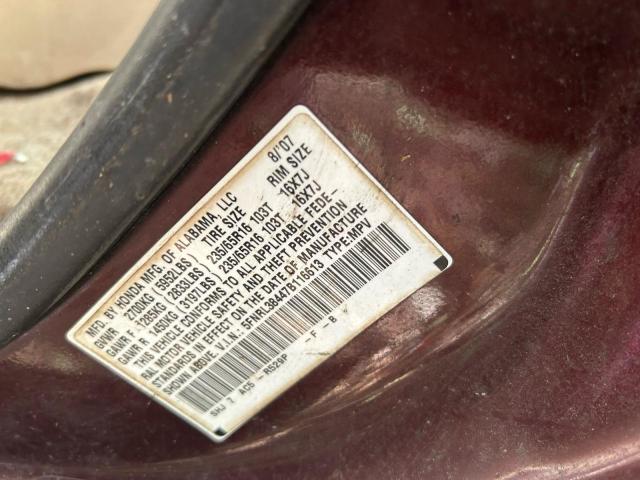 MFD. BY HONDA MFG. OF ALABAMA, LLC 8/'07
TIRE SIZE RIM SIZE
GVWR 2700KG ( 5952LBS)
GAWR F 1285KG ( 2833LBS) 235/65R16 103T 16X7J
GAWR R 1450KG ( 3197LBS) 235/65R16 103T 16X7J
THIS VEHICLE CONFORMS TO ALL APPLICABLE FEDE-
RAL MOTOR VEHICLE SAFETY AND THEFT PREVENTION
STANDARDS IN EFFECT ON THE DATE OF MANUFACTURE
SHOWN ABOVE. V.I.N. 5FNRL38447B116613 TYPE:MPV
SHJ 7 AC5 -R529P -F -B